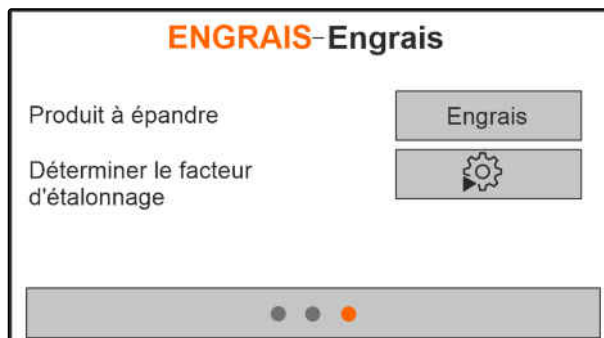 ENGRAIS-Engrais
Produit à épandre
Engrais
Déterminer le facteur
d'étalonnage